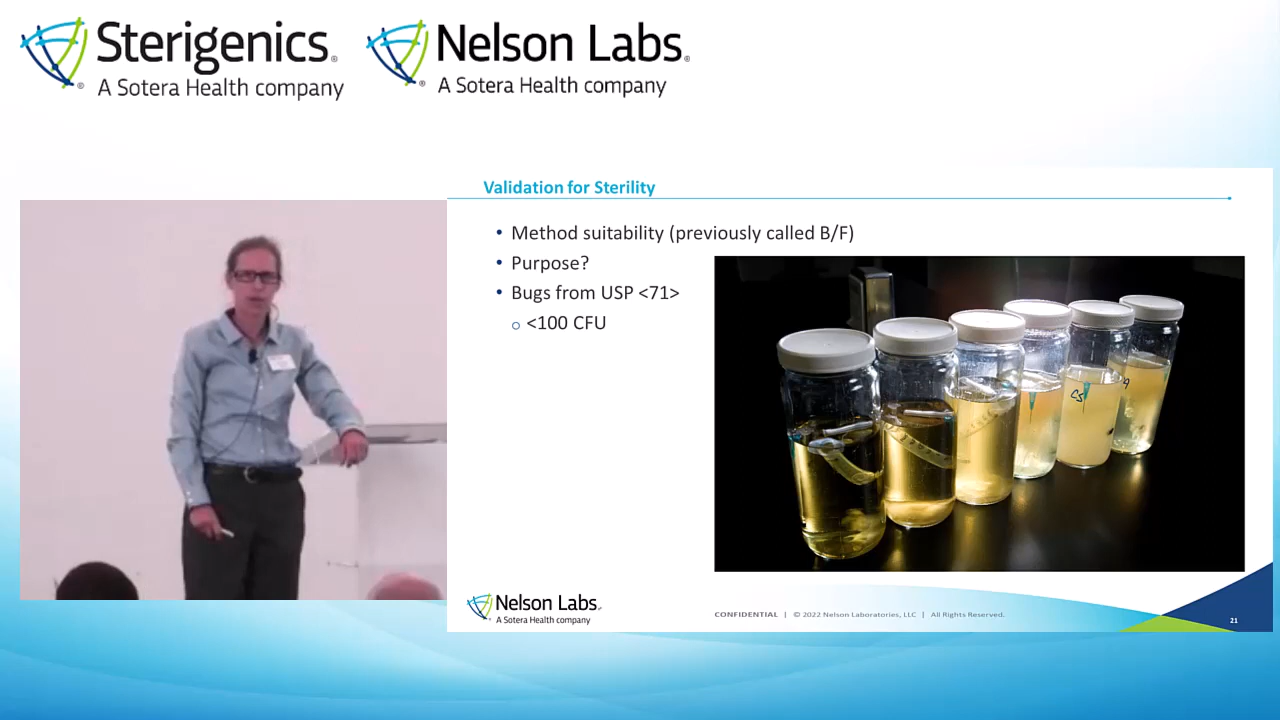 Sterigenics®
A Sotera Health company
Nelson Labs®
A Sotera Health company
Validation for Sterility
• Method suitability (previously called B/F)
• Purpose?
• Bugs from USP <71>
o <100 CFU
Nelson Labs
A Sotera Health company
CONFIDENTIAL | © 2022 Nelson Laboratories, LLC | All Rights Reserved.
21